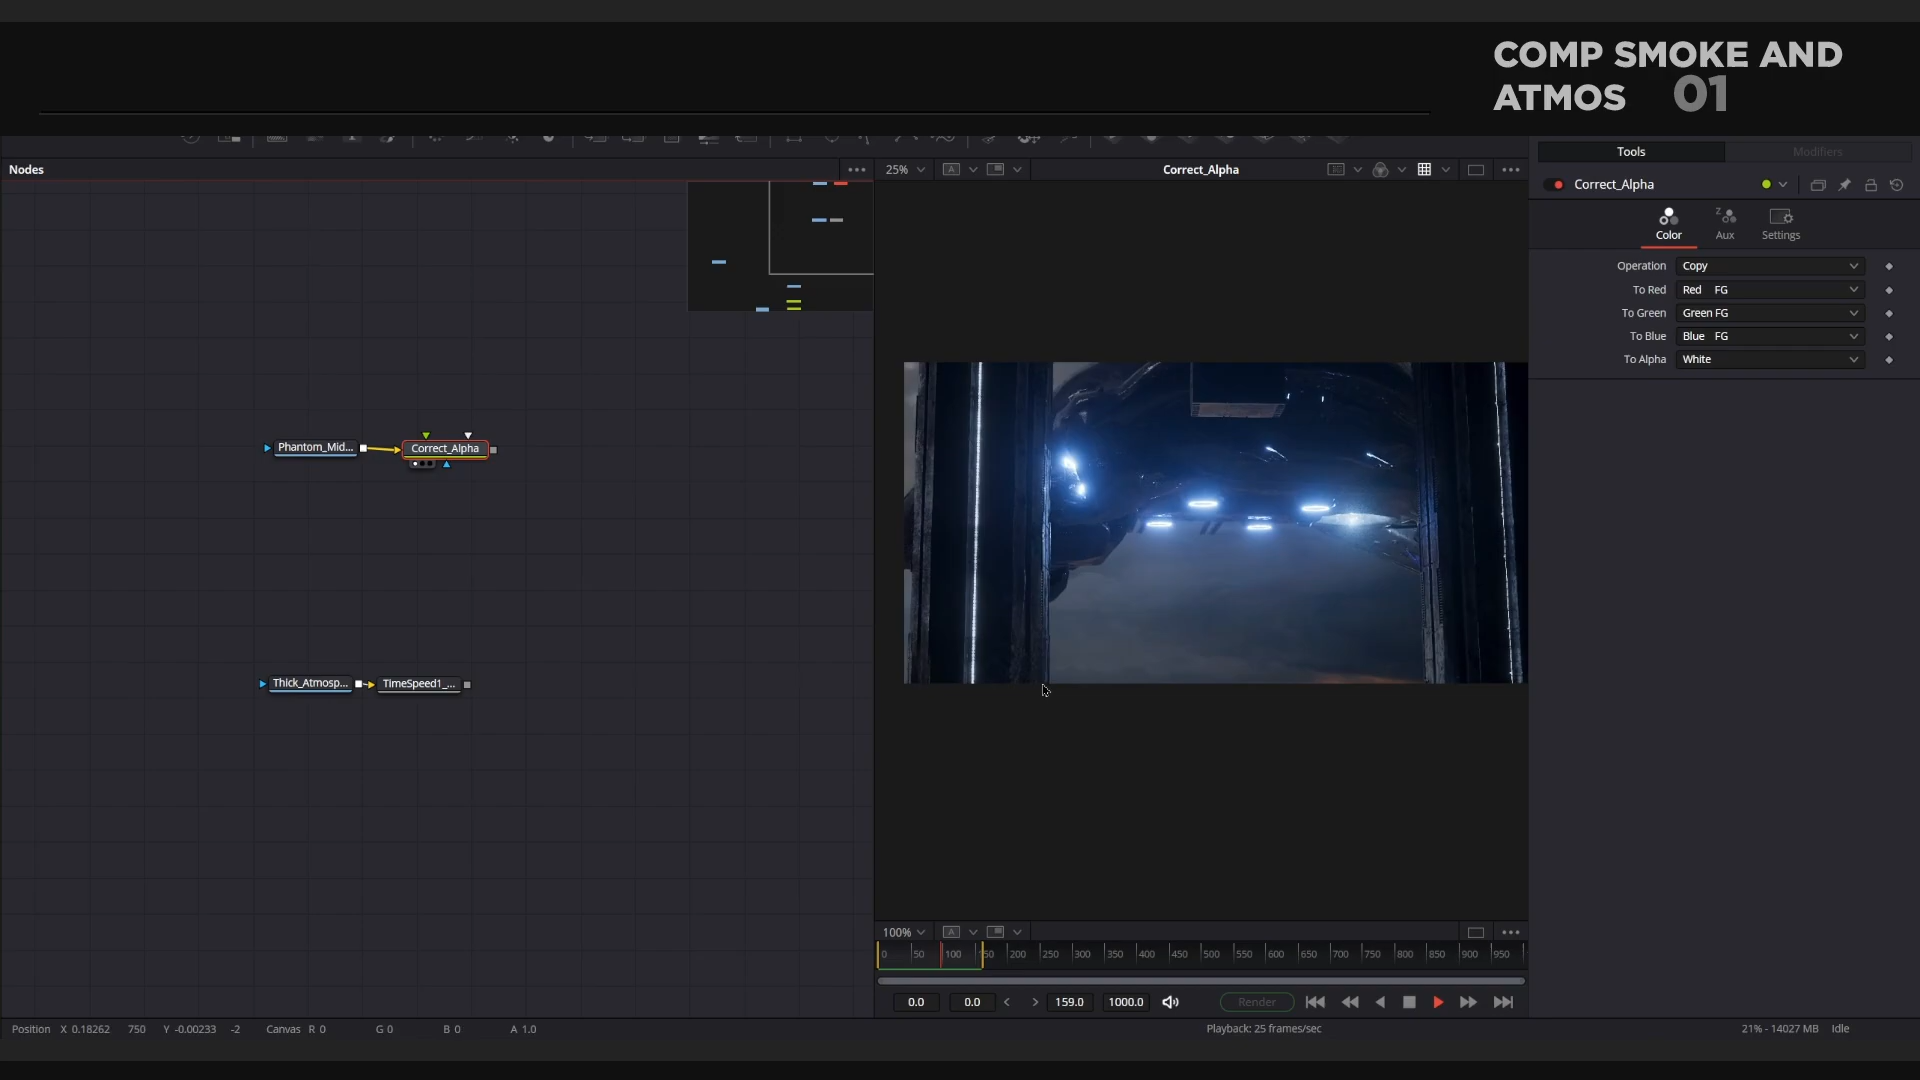 COMP SMOKE AND
ATMOS 01
Nodes
25%
Correct_Alpha
Tools
Modifiers
Correct_Alpha
Color
Aux
Settings
Operation Copy
To Red Red FG
To Green Green FG
To Blue Blue FG
To Alpha White
Phantom_Mid...
Correct_Alpha
Thick_Atmosp...
TimeSpeed1_...
100%
0 50 100 150 200 250 300 350 400 450 500 550 600 650 700 750 800 850 900 950
0.0 0.0 < > 159.0 1000.0 Render
Position X 0.18262 750 Y -0.00233 -2 Canvas R 0 G 0 B 0 A 1.0
Playback: 25 frames/sec
21% - 14027 MB Idle